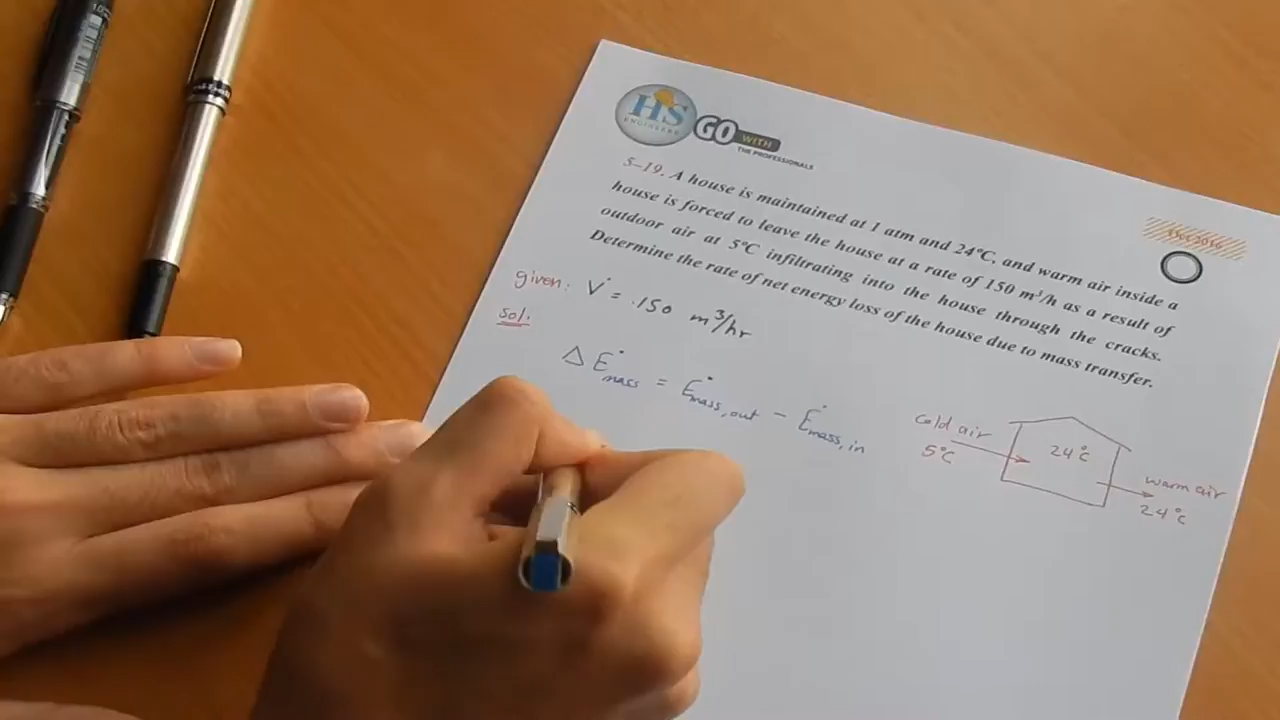 HS
ENGINEERS
GO WITH
THE PROFESSIONALS
5-19. A house is maintained at 1 atm and 24°C, and warm air inside a
house is forced to leave the house at a rate of 150 m³/h as a result of
outdoor air at 5°C infiltrating into the house through the cracks.
Determine the rate of net energy loss of the house due to mass transfer.
given: V̇ = .150 m³/hr
sol.
ΔĖmass = Ėmass,out − Ėmass,in
cold air
5°C
24°C
warm air
24°C